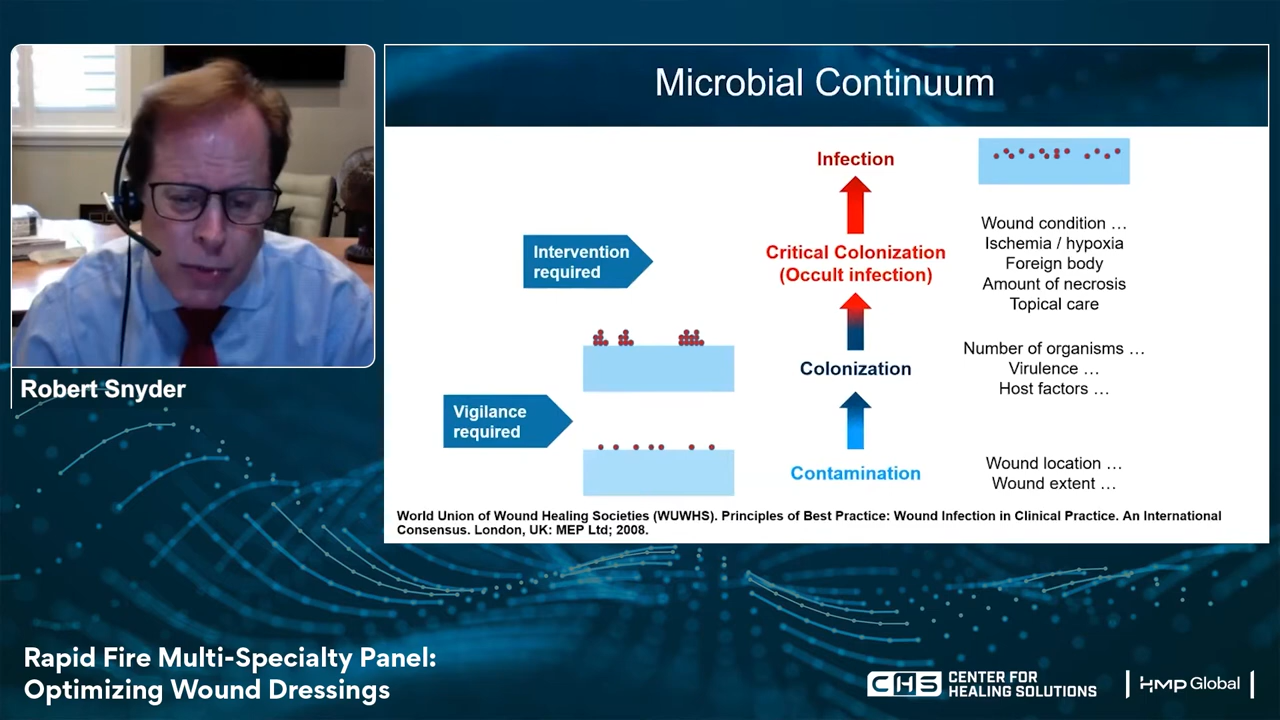 Microbial Continuum
Infection
Wound condition …
Ischemia / hypoxia
Foreign body
Amount of necrosis
Topical care
Intervention
required
Critical Colonization
(Occult infection)
Number of organisms …
Virulence …
Host factors …
Colonization
Vigilance
required
Contamination
Wound location …
Wound extent …
World Union of Wound Healing Societies (WUWHS). Principles of Best Practice: Wound Infection in Clinical Practice. An International
Consensus. London, UK: MEP Ltd; 2008.
Robert Snyder
Rapid Fire Multi-Specialty Panel:
Optimizing Wound Dressings
CHS CENTER FOR
HEALING SOLUTIONS
HMP Global